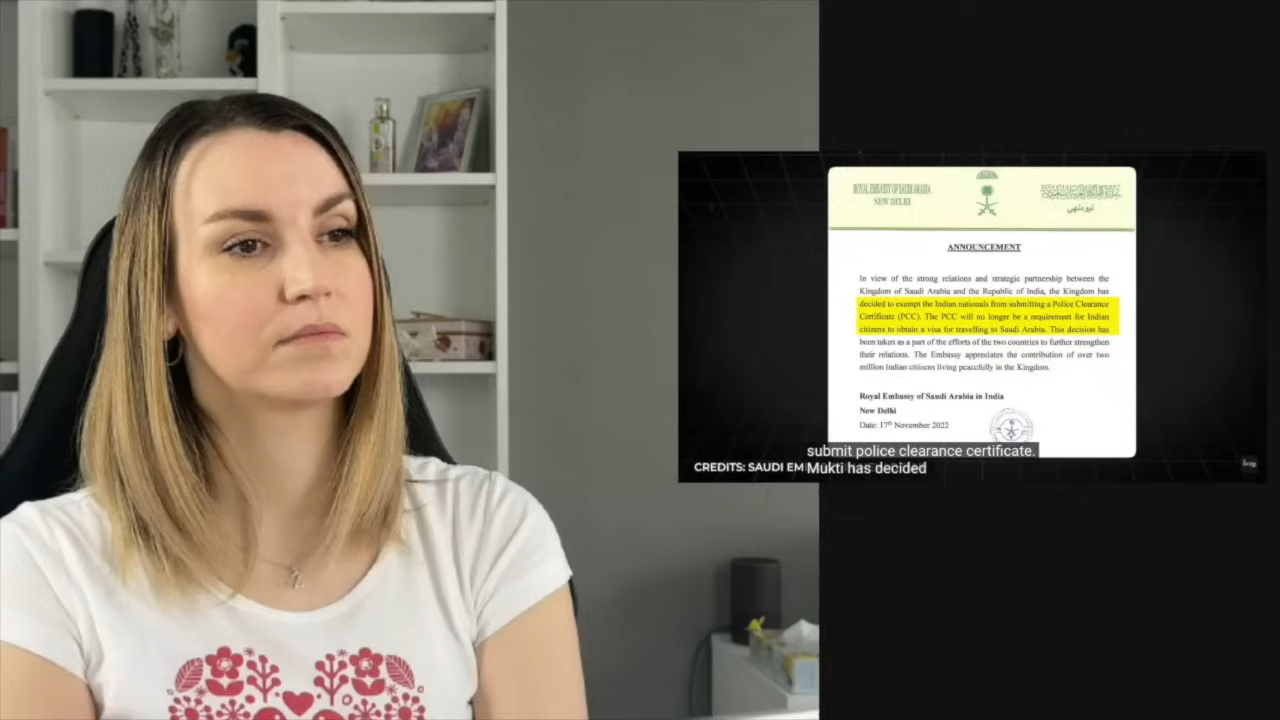 ROYAL EMBASSY OF SAUDI ARABIA
NEW DELHI
نيودلهي
ANNOUNCEMENT
In view of the strong relations and strategic partnership between the
Kingdom of Saudi Arabia and the Republic of India, the Kingdom has
decided to exempt the Indian nationals from submitting a Police Clearance
Certificate (PCC). The PCC will no longer be a requirement for Indian
citizens to obtain a visa for travelling to Saudi Arabia. This decision has
been taken as a part of the efforts of the two countries to further strengthen
their relations. The Embassy appreciates the contribution of over two
million Indian citizens living peacefully in the Kingdom.
Royal Embassy of Saudi Arabia in India
New Delhi
Date: 17th November 2022
submit police clearance certificate.
CREDITS: SAUDI EM
Mukti has decided